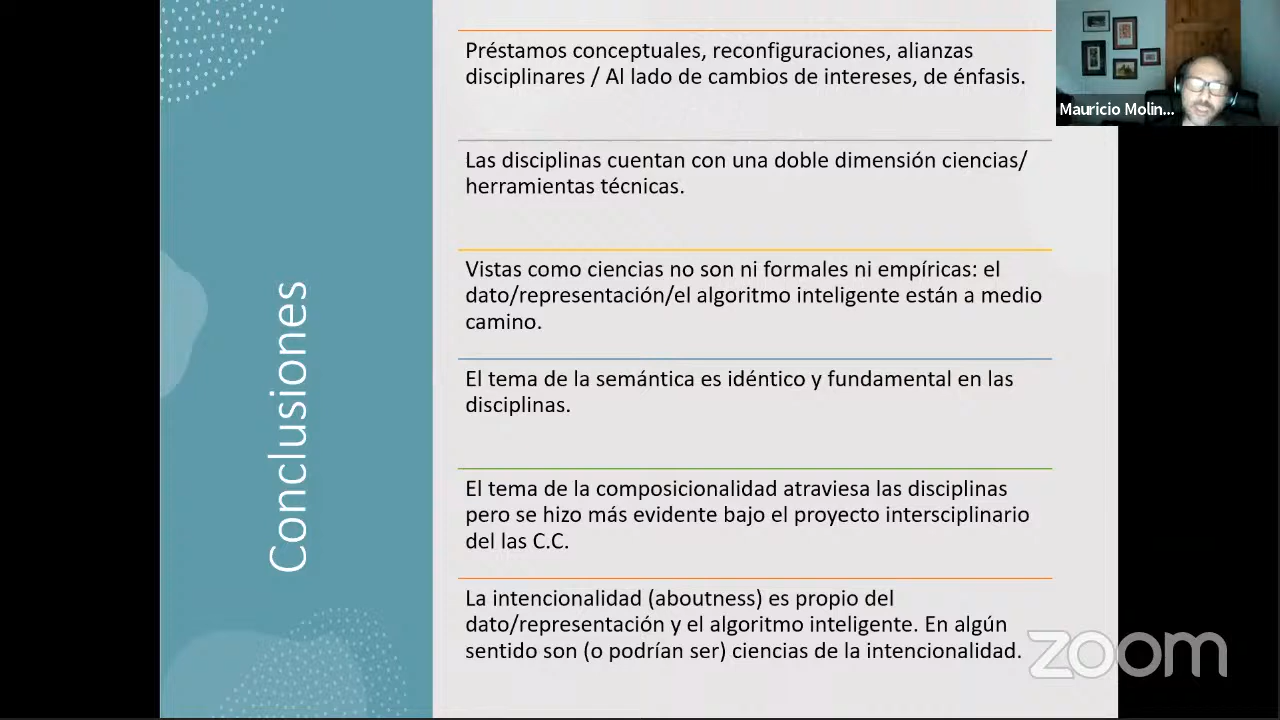 Conclusiones
Préstamos conceptuales, reconfiguraciones, alianzas
disciplinares / Al lado de cambios de intereses, de énfasis.
Las disciplinas cuentan con una doble dimensión ciencias/
herramientas técnicas.
Vistas como ciencias no son ni formales ni empíricas: el
dato/representación/el algoritmo inteligente están a medio
camino.
El tema de la semántica es idéntico y fundamental en las
disciplinas.
El tema de la composicionalidad atraviesa las disciplinas
pero se hizo más evidente bajo el proyecto intersciplinario
del las C.C.
La intencionalidad (aboutness) es propio del
dato/representación y el algoritmo inteligente. En algún
sentido son (o podrían ser) ciencias de la intencionalidad.
Mauricio Molin...
zoom